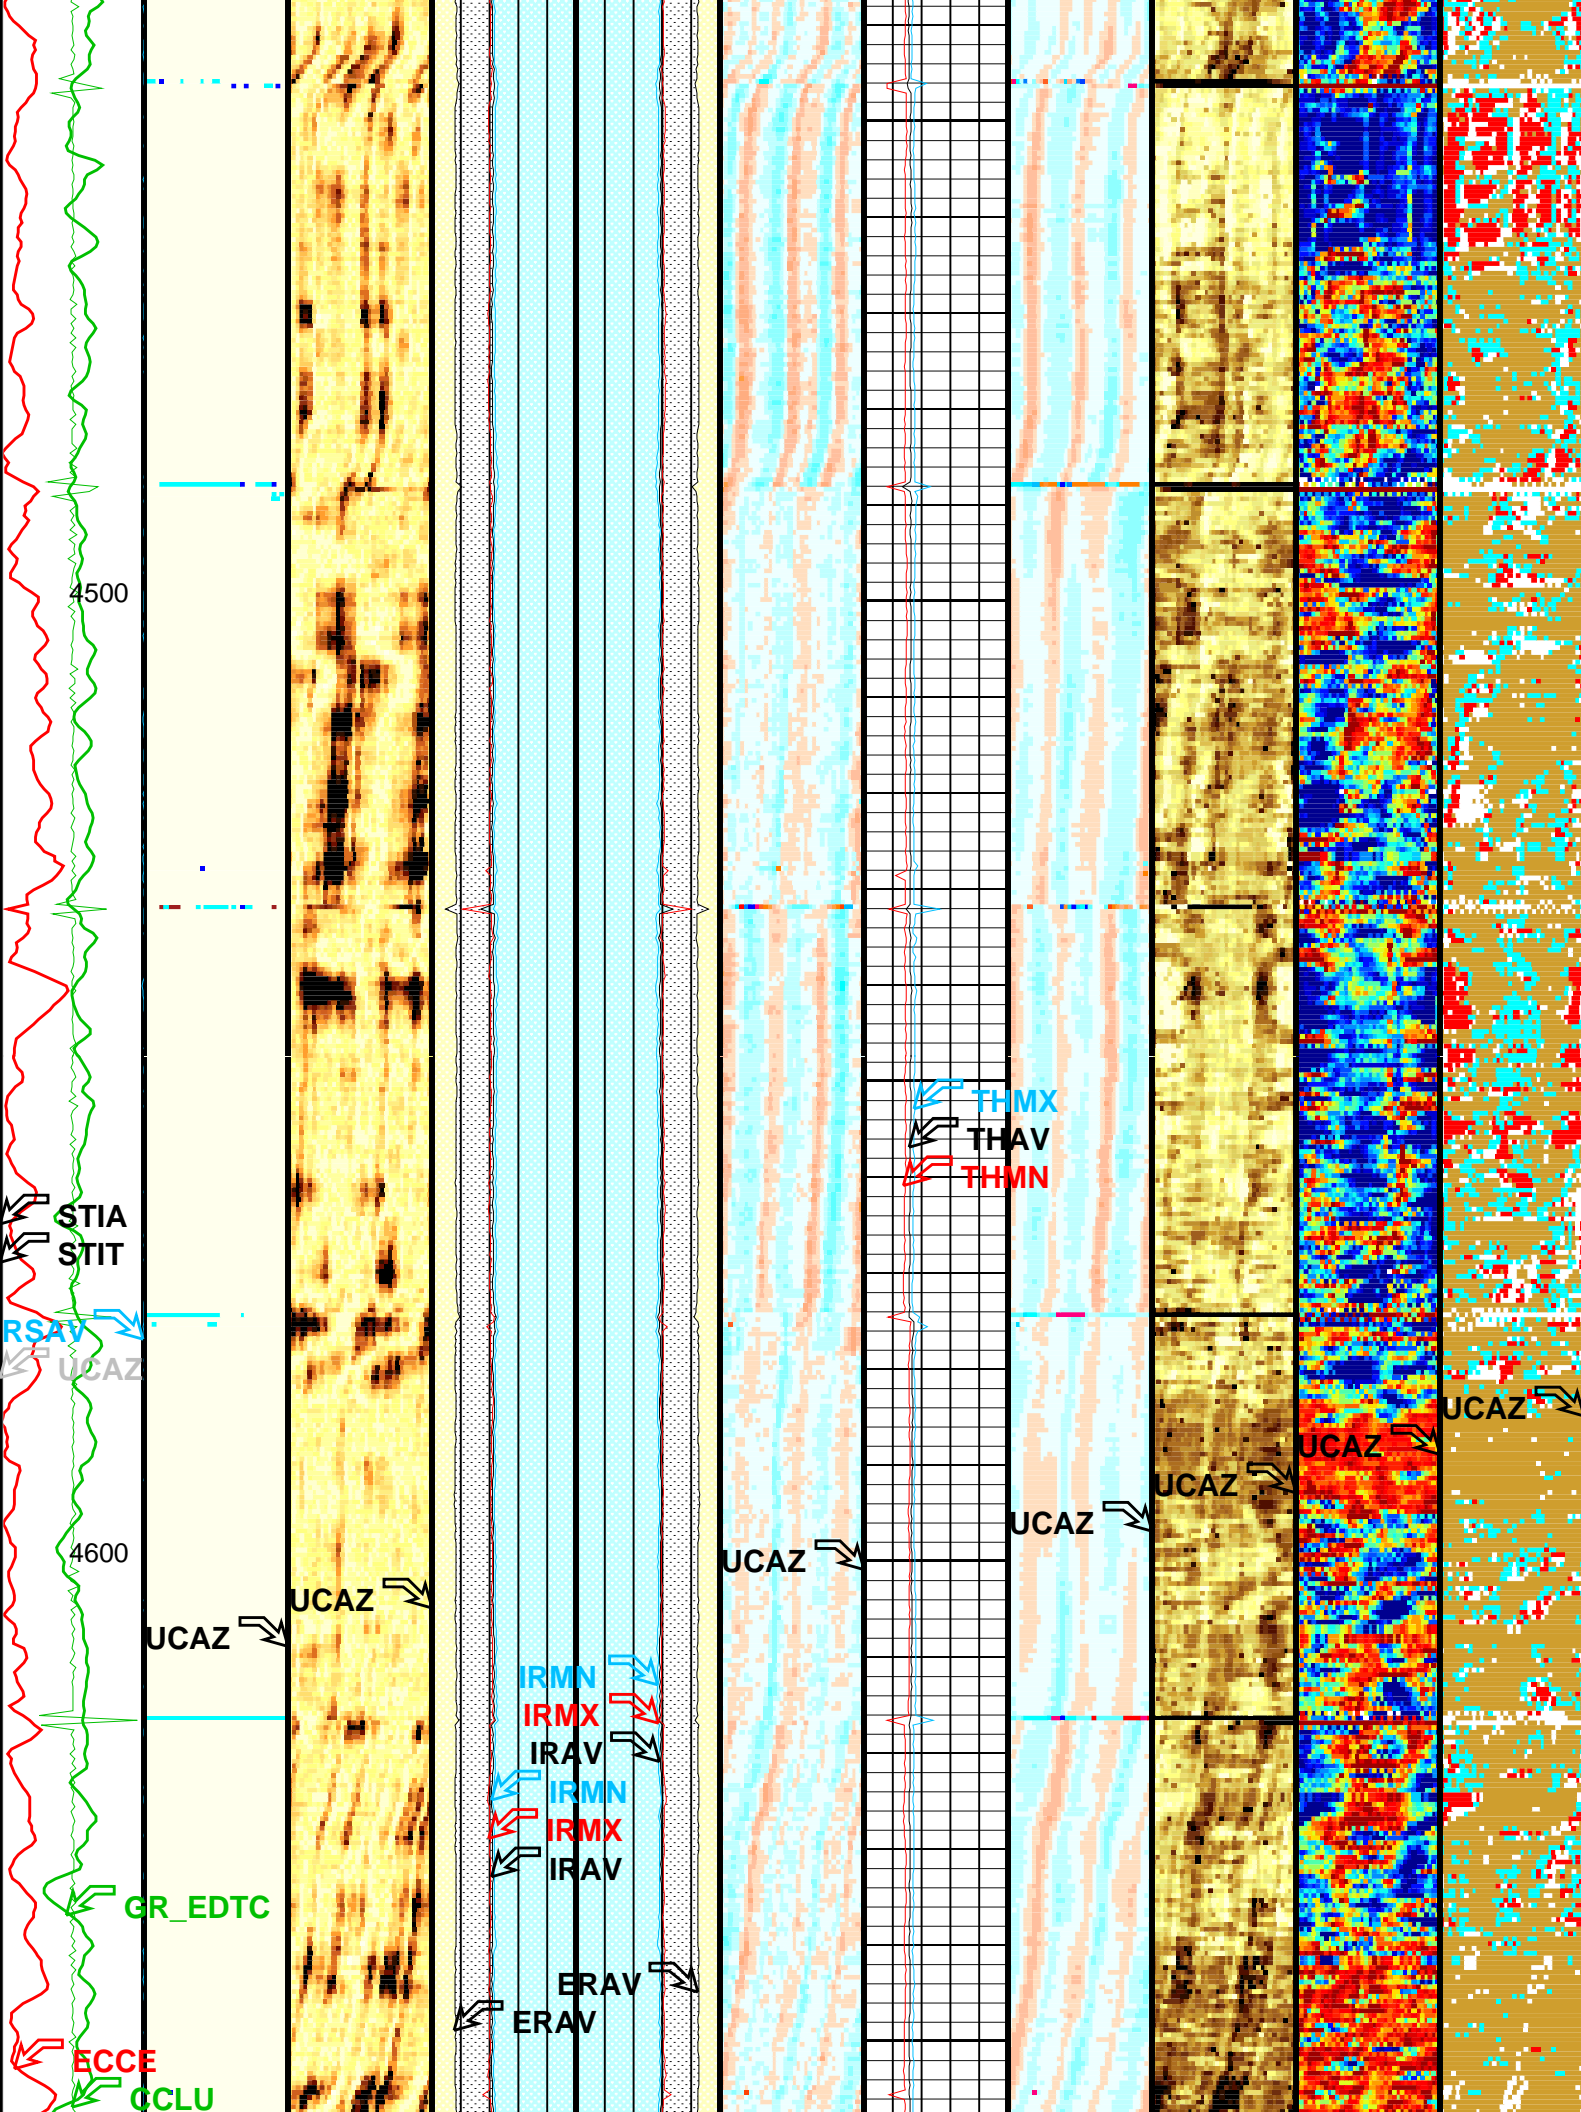 4500
THMX
THAV
THMN
STIA
STIT
RSAV
UCAZ
UCAZ
UCAZ
UCAZ
UCAZ
4600
UCAZ
UCAZ
UCAZ
IRMN
IRMX
IRAV
IRMN
IRMX
IRAV
GR_EDTC
ERAV
ERAV
ECCE
CCLU